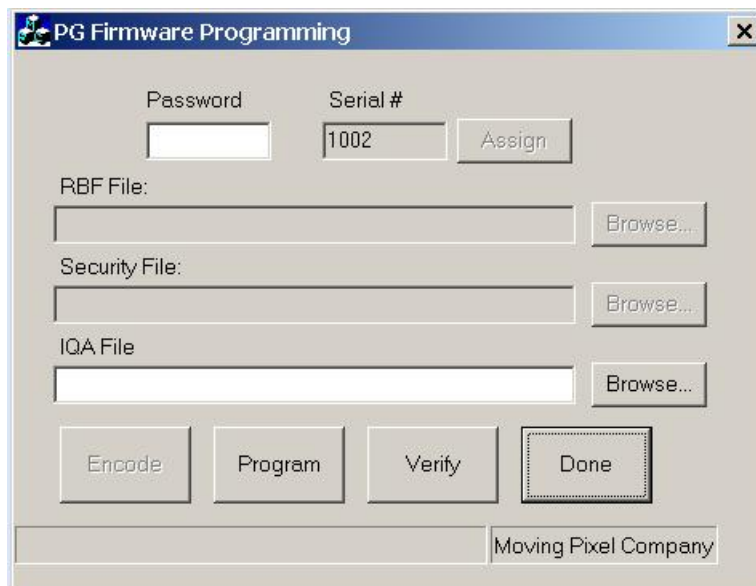 PG Firmware Programming
Password Serial #
1002 Assign
RBF File:
Browse...
Security File:
Browse...
IQA File
Browse...
Encode Program Verify Done
Moving Pixel Company